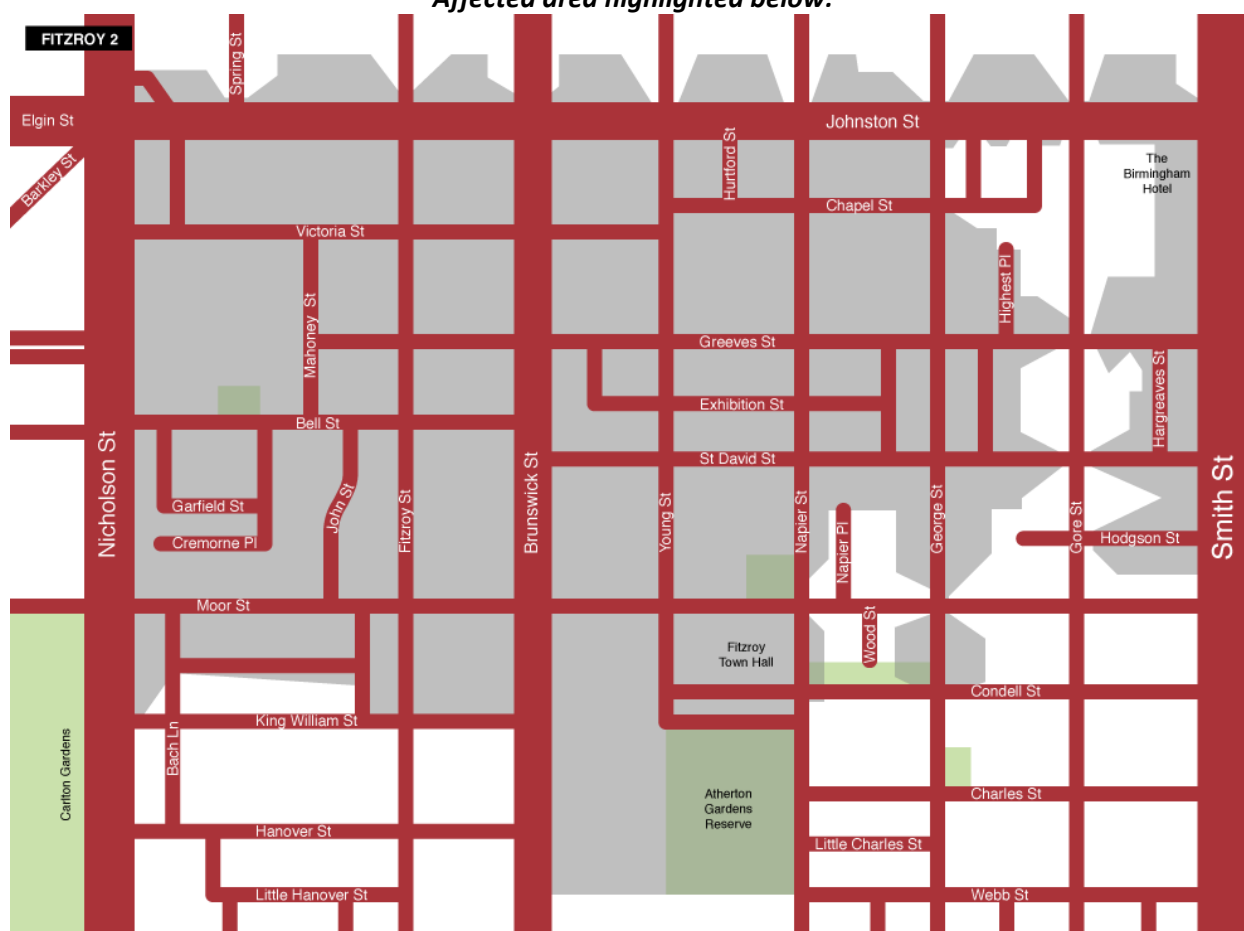 Affected area highlighted below:
FITZROY 2
Spring St
Elgin St
Johnston St
Barkley St
Hurtford St
The
Birmingham
Hotel
Chapel St
Victoria St
Highest Pl
Mahoney St
Greeves St
Hargreaves St
Exhibition St
Bell St
Nicholson St
St David St
Brunswick St
Smith St
Garfield St
John St
Fitzroy St
Young St
Napier St
George St
Gore St
Cremorne Pl
Napier Pl
Hodgson St
Moor St
Wood St
Fitzroy
Town Hall
Condell St
King William St
Bach Ln
Carlton Gardens
Atherton
Gardens
Reserve
Charles St
Hanover St
Little Charles St
Little Hanover St
Webb St